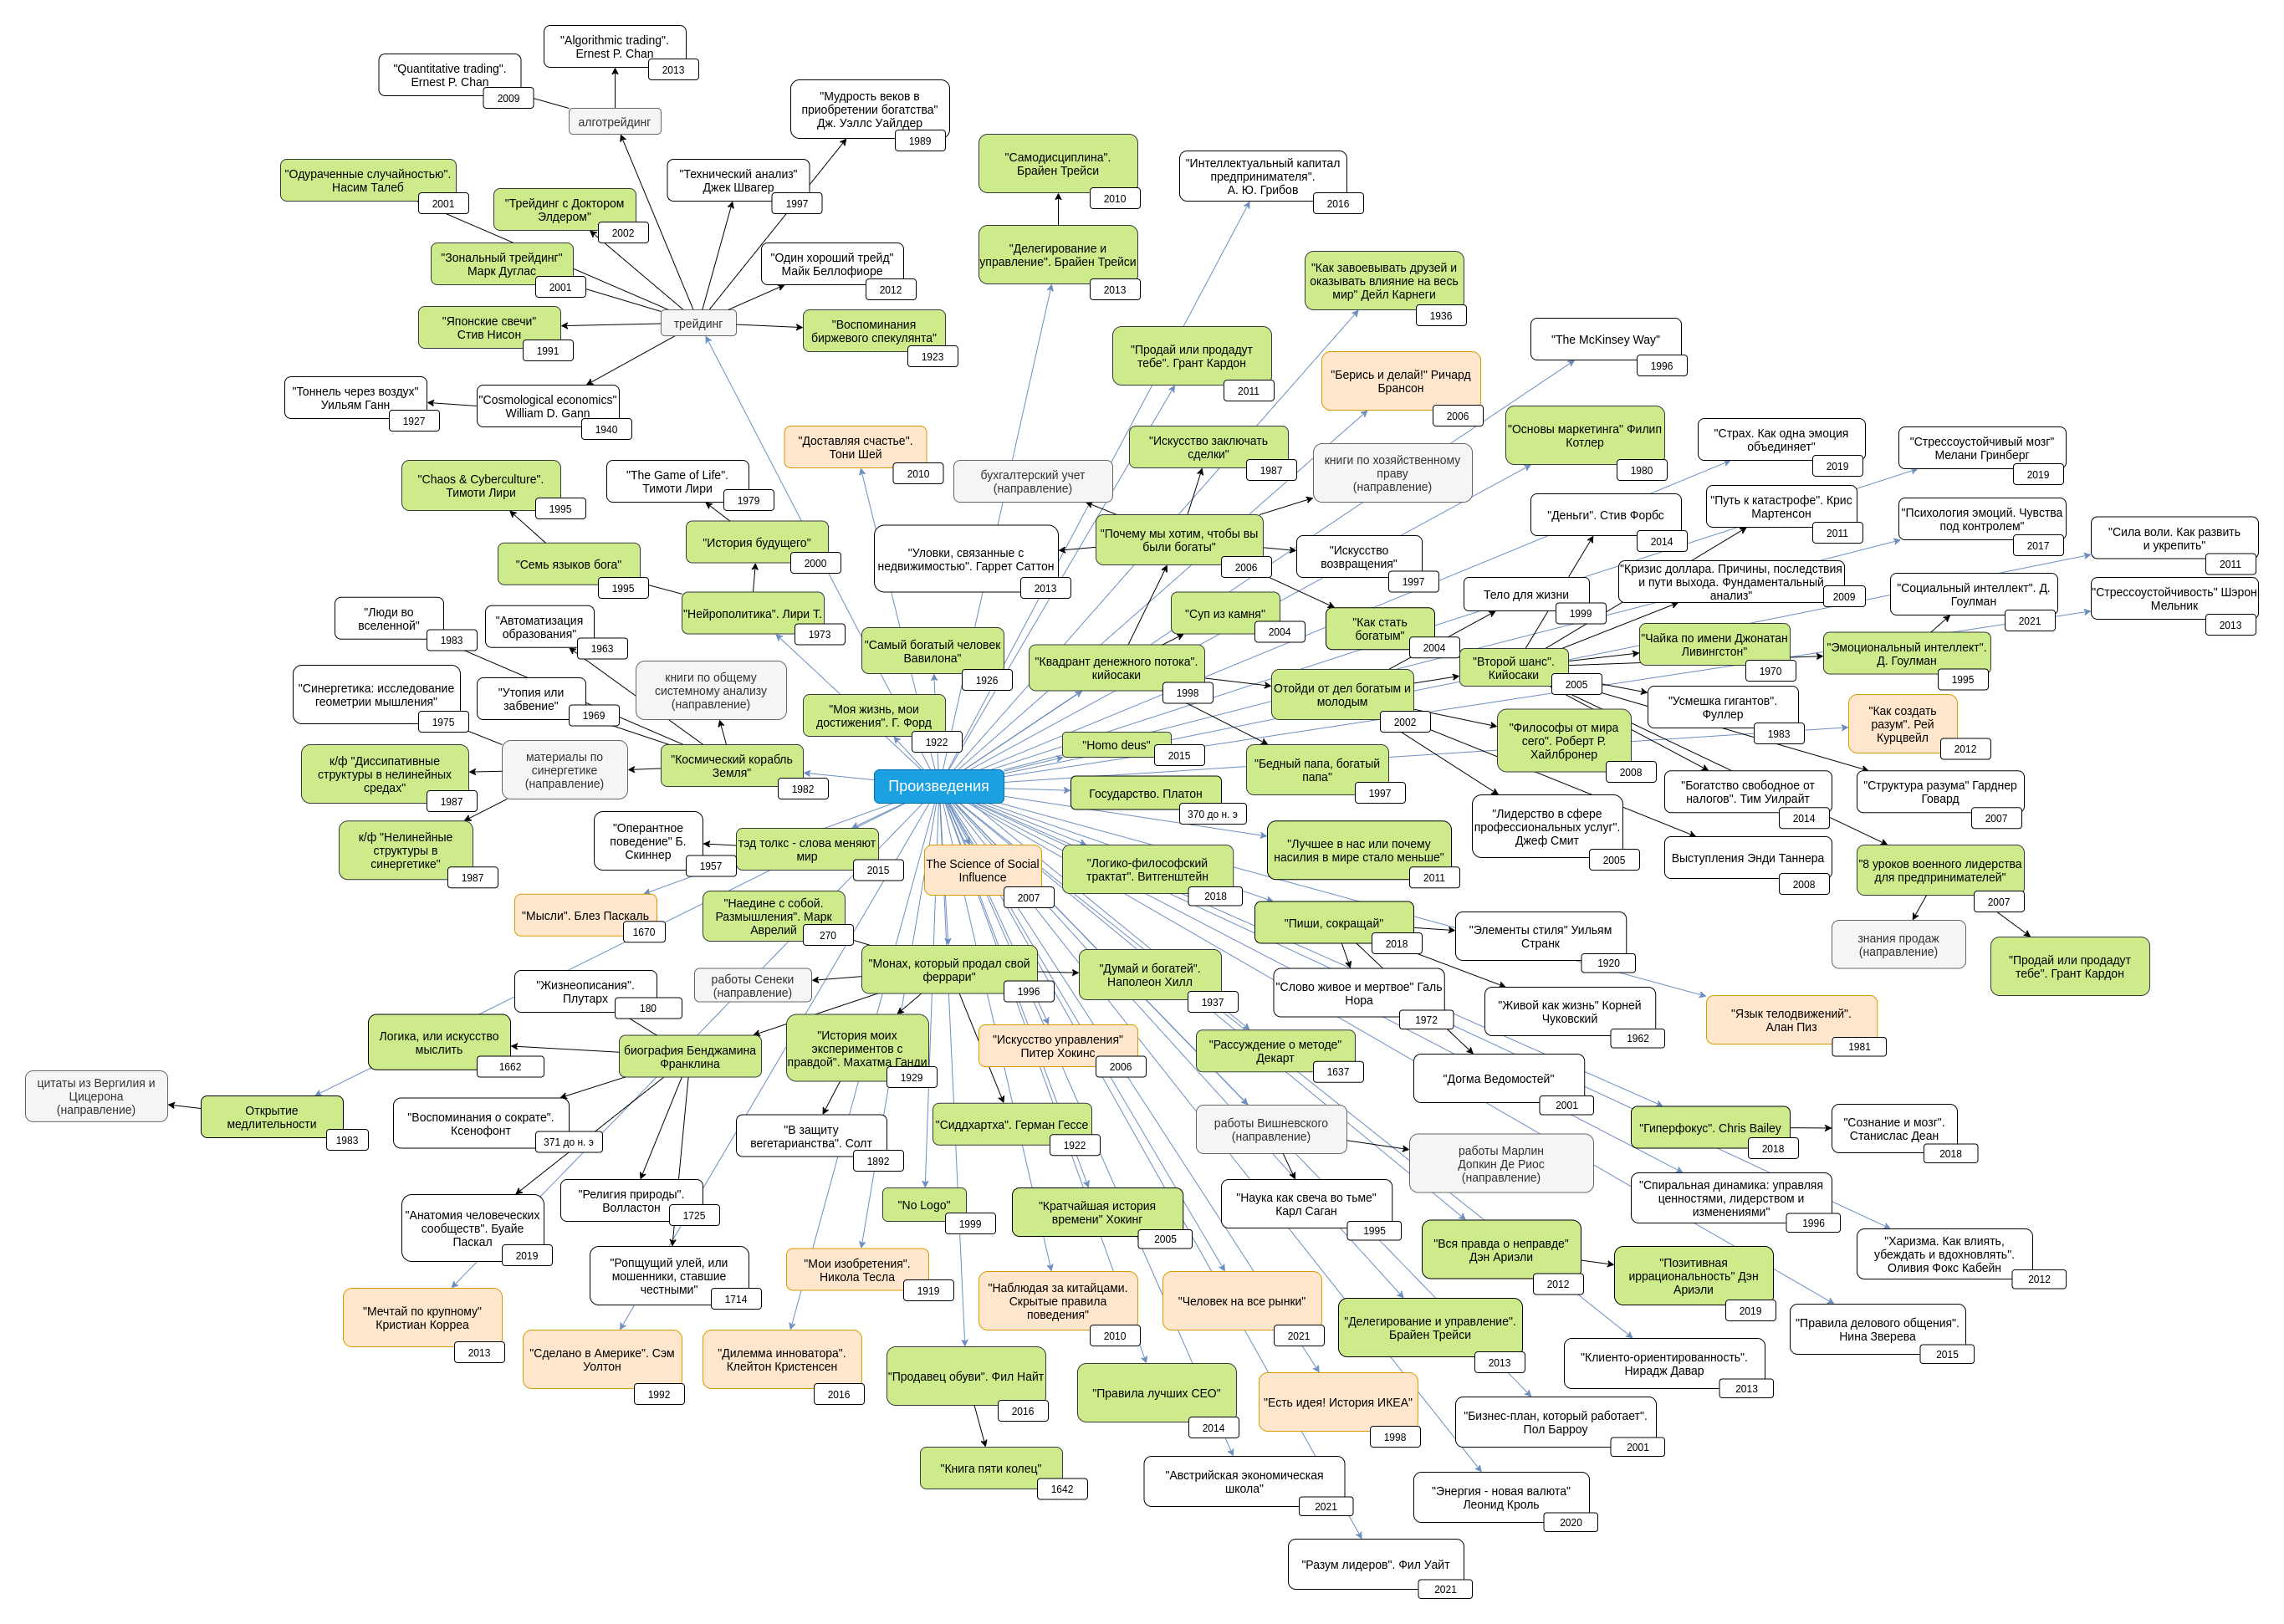 "Algorithmic trading".
Ernest P. Chan
2013
"Quantitative trading".
Ernest P. Chan
2009
алготрейдинг
"Мудрость веков в
приобретении богатства"
Дж. Уэллс Уайлдер
1989
"Одураченные случайностью".
Насим Талеб
2001
"Трейдинг с Доктором
Элдером"
2002
"Технический анализ"
Джек Швагер
1997
"Зональный трейдинг"
Марк Дуглас
2001
"Один хороший трейд"
Майк Беллофиоре
2012
"Японские свечи"
Стив Нисон
1991
трейдинг
"Воспоминания
биржевого спекулянта"
1923
"Тоннель через воздух"
Уильям Ганн
1927
"Cosmological economics"
William D. Gann
1940
"Самодисциплина".
Брайен Трейси
2010
"Делегирование и
управление". Брайен Трейси
2013
"Интеллектуальный капитал
предпринимателя".
А. Ю. Грибов
2016
"Как завоевывать друзей и
оказывать влияние на весь
мир" Дейл Карнеги
1936
"Продай или продадут
тебе". Грант Кардон
2011
"Берись и делай!" Ричард
Брансон
2006
"The McKinsey Way"
1996
"Доставляя счастье".
Тони Шей
2010
"Искусство заключать
сделки"
1987
"Основы маркетинга" Филип
Котлер
1980
бухгалтерский учет
(направление)
книги по хозяйственному
праву
(направление)
"Страх. Как одна эмоция
объединяет"
2019
"Стрессоустойчивый мозг"
Мелани Гринберг
2019
"Chaos & Cyberculture".
Тимоти Лири
1995
"The Game of Life".
Тимоти Лири
1979
"История будущего"
2000
"Семь языков бога"
1995
"Нейрополитика". Лири Т.
1973
"Уловки, связанные с
недвижимостью". Гаррет Саттон
2013
"Почему мы хотим, чтобы вы
были богаты"
2006
"Искусство
возвращения"
1997
"Деньги". Стив Форбс
2014
"Путь к катастрофе". Крис
Мартенсон
2011
"Психология эмоций. Чувства
под контролем"
2017
"Сила воли. Как развить
и укрепить"
2011
"Кризис доллара. Причины, последствия
и пути выхода. Фундаментальный
анализ"
2009
"Социальный интеллект". Д.
Гоулман
2021
"Стрессоустойчивость" Шэрон
Мельник
2013
Тело для жизни
1999
"Суп из камня"
2004
"Как стать
богатым"
2004
"Чайка по имени Джонатан
Ливингстон"
1970
"Эмоциональный интеллект".
Д. Гоулман
1995
"Люди во
вселенной"
1983
"Автоматизация
образования"
1963
"Самый богатый человек
Вавилона"
1926
"Квадрант денежного потока".
кийосаки
1998
"Второй шанс".
Кийосаки
2005
"Синергетика: исследование
геометрии мышления"
1975
"Утопия или
забвение"
1969
книги по общему
системному анализу
(направление)
"Моя жизнь, мои
достижения". Г. Форд
1922
Отойди от дел богатым и
молодым
2002
"Усмешка гигантов".
Фуллер
1983
"Как создать
разум". Рей
Курцвейл
2012
"Философы от мира
сего". Роберт Р.
Хайлбронер
2008
"Homo deus"
2015
к/ф "Диссипативные
структуры в нелинейных
средах"
1987
материалы по
синергетике
(направление)
"Космический корабль
Земля"
1982
Произведения
"Бедный папа, богатый
папа"
1997
Государство. Платон
370 до н. э
"Богатство свободное от
налогов". Тим Уилрайт
2014
"Структура разума" Гарднер
Говард
2007
"Лидерство в сфере
профессиональных услуг".
Джеф Смит
2005
к/ф "Нелинейные
структуры в
синергетике"
1987
"Оперантное
поведение" Б.
Скиннер
1957
тэд толкс - слова меняют
мир
2015
The Science of Social
Influence
2007
"Логико-философский
трактат". Витгенштейн
2018
"Лучшее в нас или почему
насилия в мире стало меньше"
2011
Выступления Энди Таннера
2008
"8 уроков военного лидерства
для предпринимателей"
2007
"Мысли". Блез Паскаль
1670
"Наедине с собой.
Размышления". Марк
Аврелий
270
"Пиши, сокращай"
2018
"Элементы стиля" Уильям
Странк
1920
знания продаж
(направление)
"Продай или продадут
тебе". Грант Кардон
"Жизнеописания".
Плутарх
180
работы Сенеки
(направление)
"Монах, который продал свой
феррари"
1996
"Думай и богатей".
Наполеон Хилл
1937
"Слово живое и мертвое" Галь
Нора
1972
"Живой как жизнь" Корней
Чуковский
1962
"Язык телодвижений".
Алан Пиз
1981
Логика, или искусство
мыслить
1662
биография Бенджамина
Франклина
"История моих
экспериментов с
правдой". Махатма Ганди
1929
"Искусство управления"
Питер Хокинс
2006
"Рассуждение о методе"
Декарт
1637
"Догма Ведомостей"
2001
цитаты из Вергилия и
Цицерона
(направление)
Открытие
медлительности
1983
"Воспоминания о сократе".
Ксенофонт
371 до н. э
"В защиту
вегетарианства". Солт
1892
"Сиддхартха". Герман Гессе
1922
работы Вишневского
(направление)
работы Марлин
Допкин Де Риос
(направление)
"Гиперфокус". Chris Bailey
2018
"Сознание и мозг".
Станислас Деан
2018
"Анатомия человеческих
сообществ". Буайе
Паскал
2019
"Религия природы".
Волластон
1725
"No Logo"
1999
"Кратчайшая история
времени" Хокинг
2005
"Наука как свеча во тьме"
Карл Саган
1995
"Спиральная динамика: управляя
ценностями, лидерством и
изменениями"
1996
"Вся правда о неправде"
Дэн Ариэли
2012
"Позитивная
иррациональность" Дэн
Ариэли
2019
"Харизма. Как влиять,
убеждать и вдохновлять".
Оливия Фокс Кабейн
2012
"Ропщущий улей, или
мошенники, ставшие
честными"
1714
"Мои изобретения".
Никола Тесла
1919
"Наблюдая за китайцами.
Скрытые правила
поведения"
2010
"Человек на все рынки"
2021
"Мечтай по крупному"
Кристиан Корреа
2013
"Сделано в Америке". Сэм
Уолтон
1992
"Дилемма инноватора".
Клейтон Кристенсен
2016
"Делегирование и управление".
Брайен Трейси
2013
"Правила делового общения".
Нина Зверева
2015
"Клиенто-ориентированность".
Нирадж Давар
2013
"Продавец обуви". Фил Найт
2016
"Правила лучших CEO"
2014
"Есть идея! История ИКЕА"
1998
"Бизнес-план, который работает".
Пол Барроу
2001
"Книга пяти колец"
1642
"Австрийская экономическая
школа"
2021
"Энергия - новая валюта"
Леонид Кроль
2020
"Разум лидеров". Фил Уайт
2021